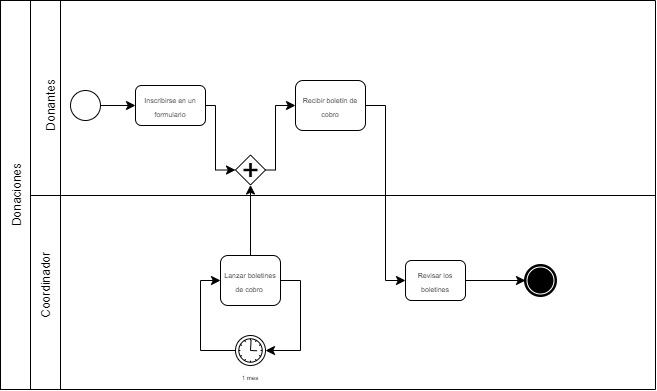 Donaciones
Donantes
Inscribirse en un
formulario
Recibir boletín de
cobro
Coordinador
Lanzar boletines
de cobro
1 mes
Revisar los
boletines